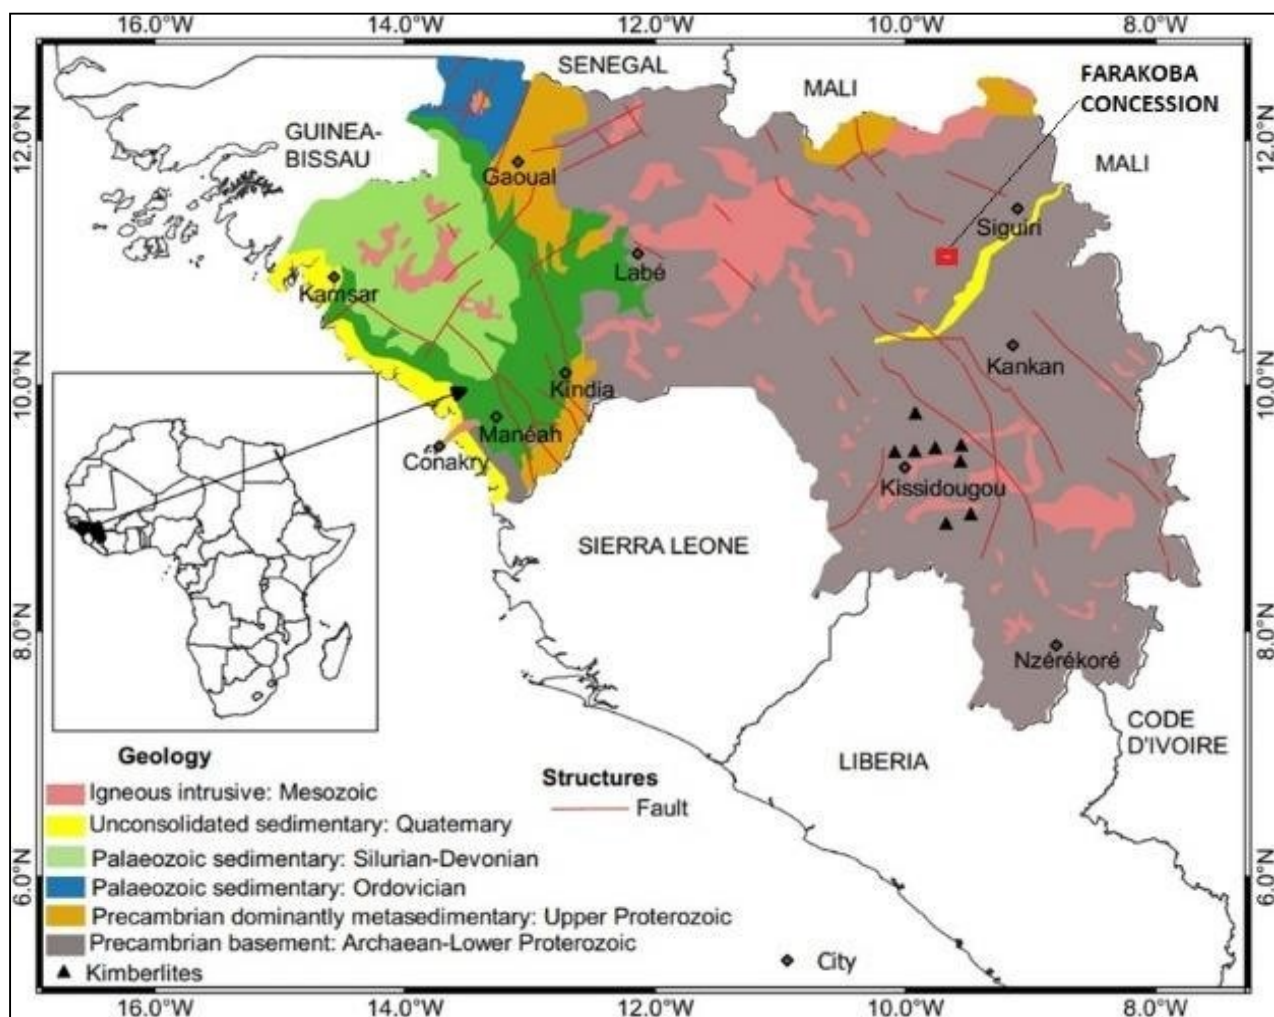 16.0°W 14.0°W 12.0°W 10.0°W 8.0°W
SENEGAL
MALI
FARAKOBA
CONCESSION
12.0°N
GUINEA-
BISSAU
12.0°N
MALI
Gaoual
Siguiri
Labé
Kamsar
Kankan
10.0°N
Kindia
10.0°N
Manéah
Conakry
Kissidougou
SIERRA LEONE
8.0°N
8.0°N
Nzérékoré
CODE
D'IVOIRE
LIBERIA
Geology
Igneous intrusive: Mesozoic
Unconsolidated sedimentary: Quatemary
Palaeozoic sedimentary: Silurian-Devonian
Palaeozoic sedimentary: Ordovician
Precambrian dominantly metasedimentary: Upper Proterozoic
Precambrian basement: Archaean-Lower Proterozoic
Kimberlites
Structures
Fault
City
6.0°N
6.0°N
16.0°W 14.0°W 12.0°W 10.0°W 8.0°W